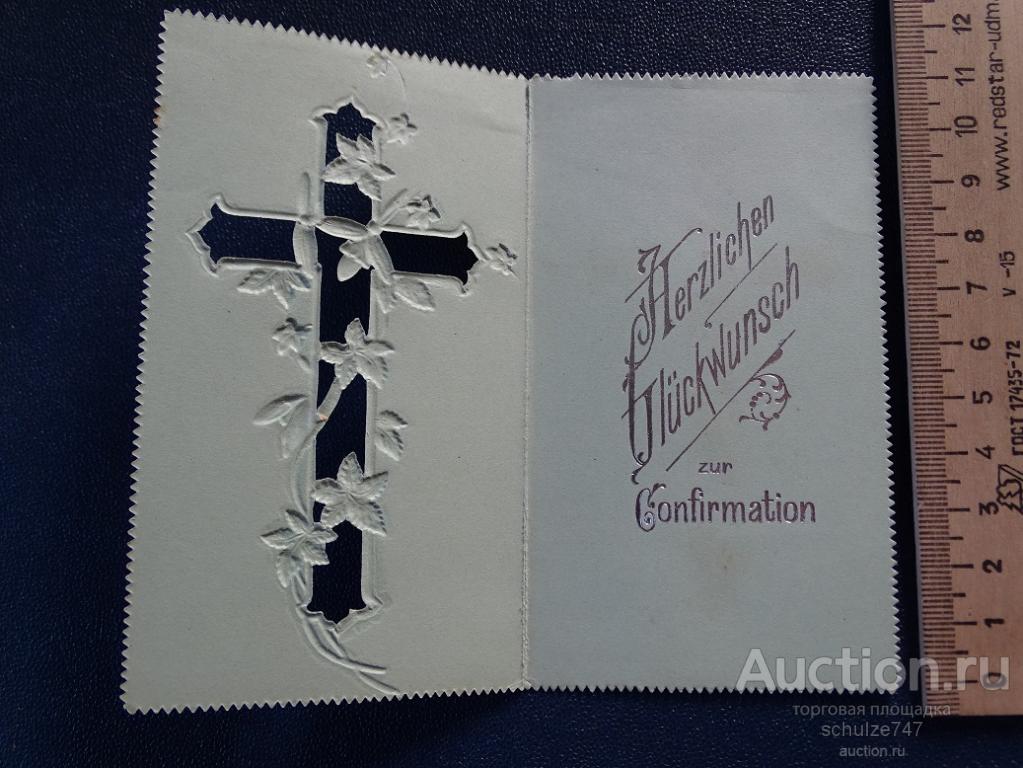 Herzlichen
Glückwunsch
zur
Confirmation
0 1 2 3 4 5 6 7 8 9 10 11 12
ГОСТ 17435-72
v -15
www.redstar-udm.
Auction.ru
торговая площадка
schulze747
auction.ru